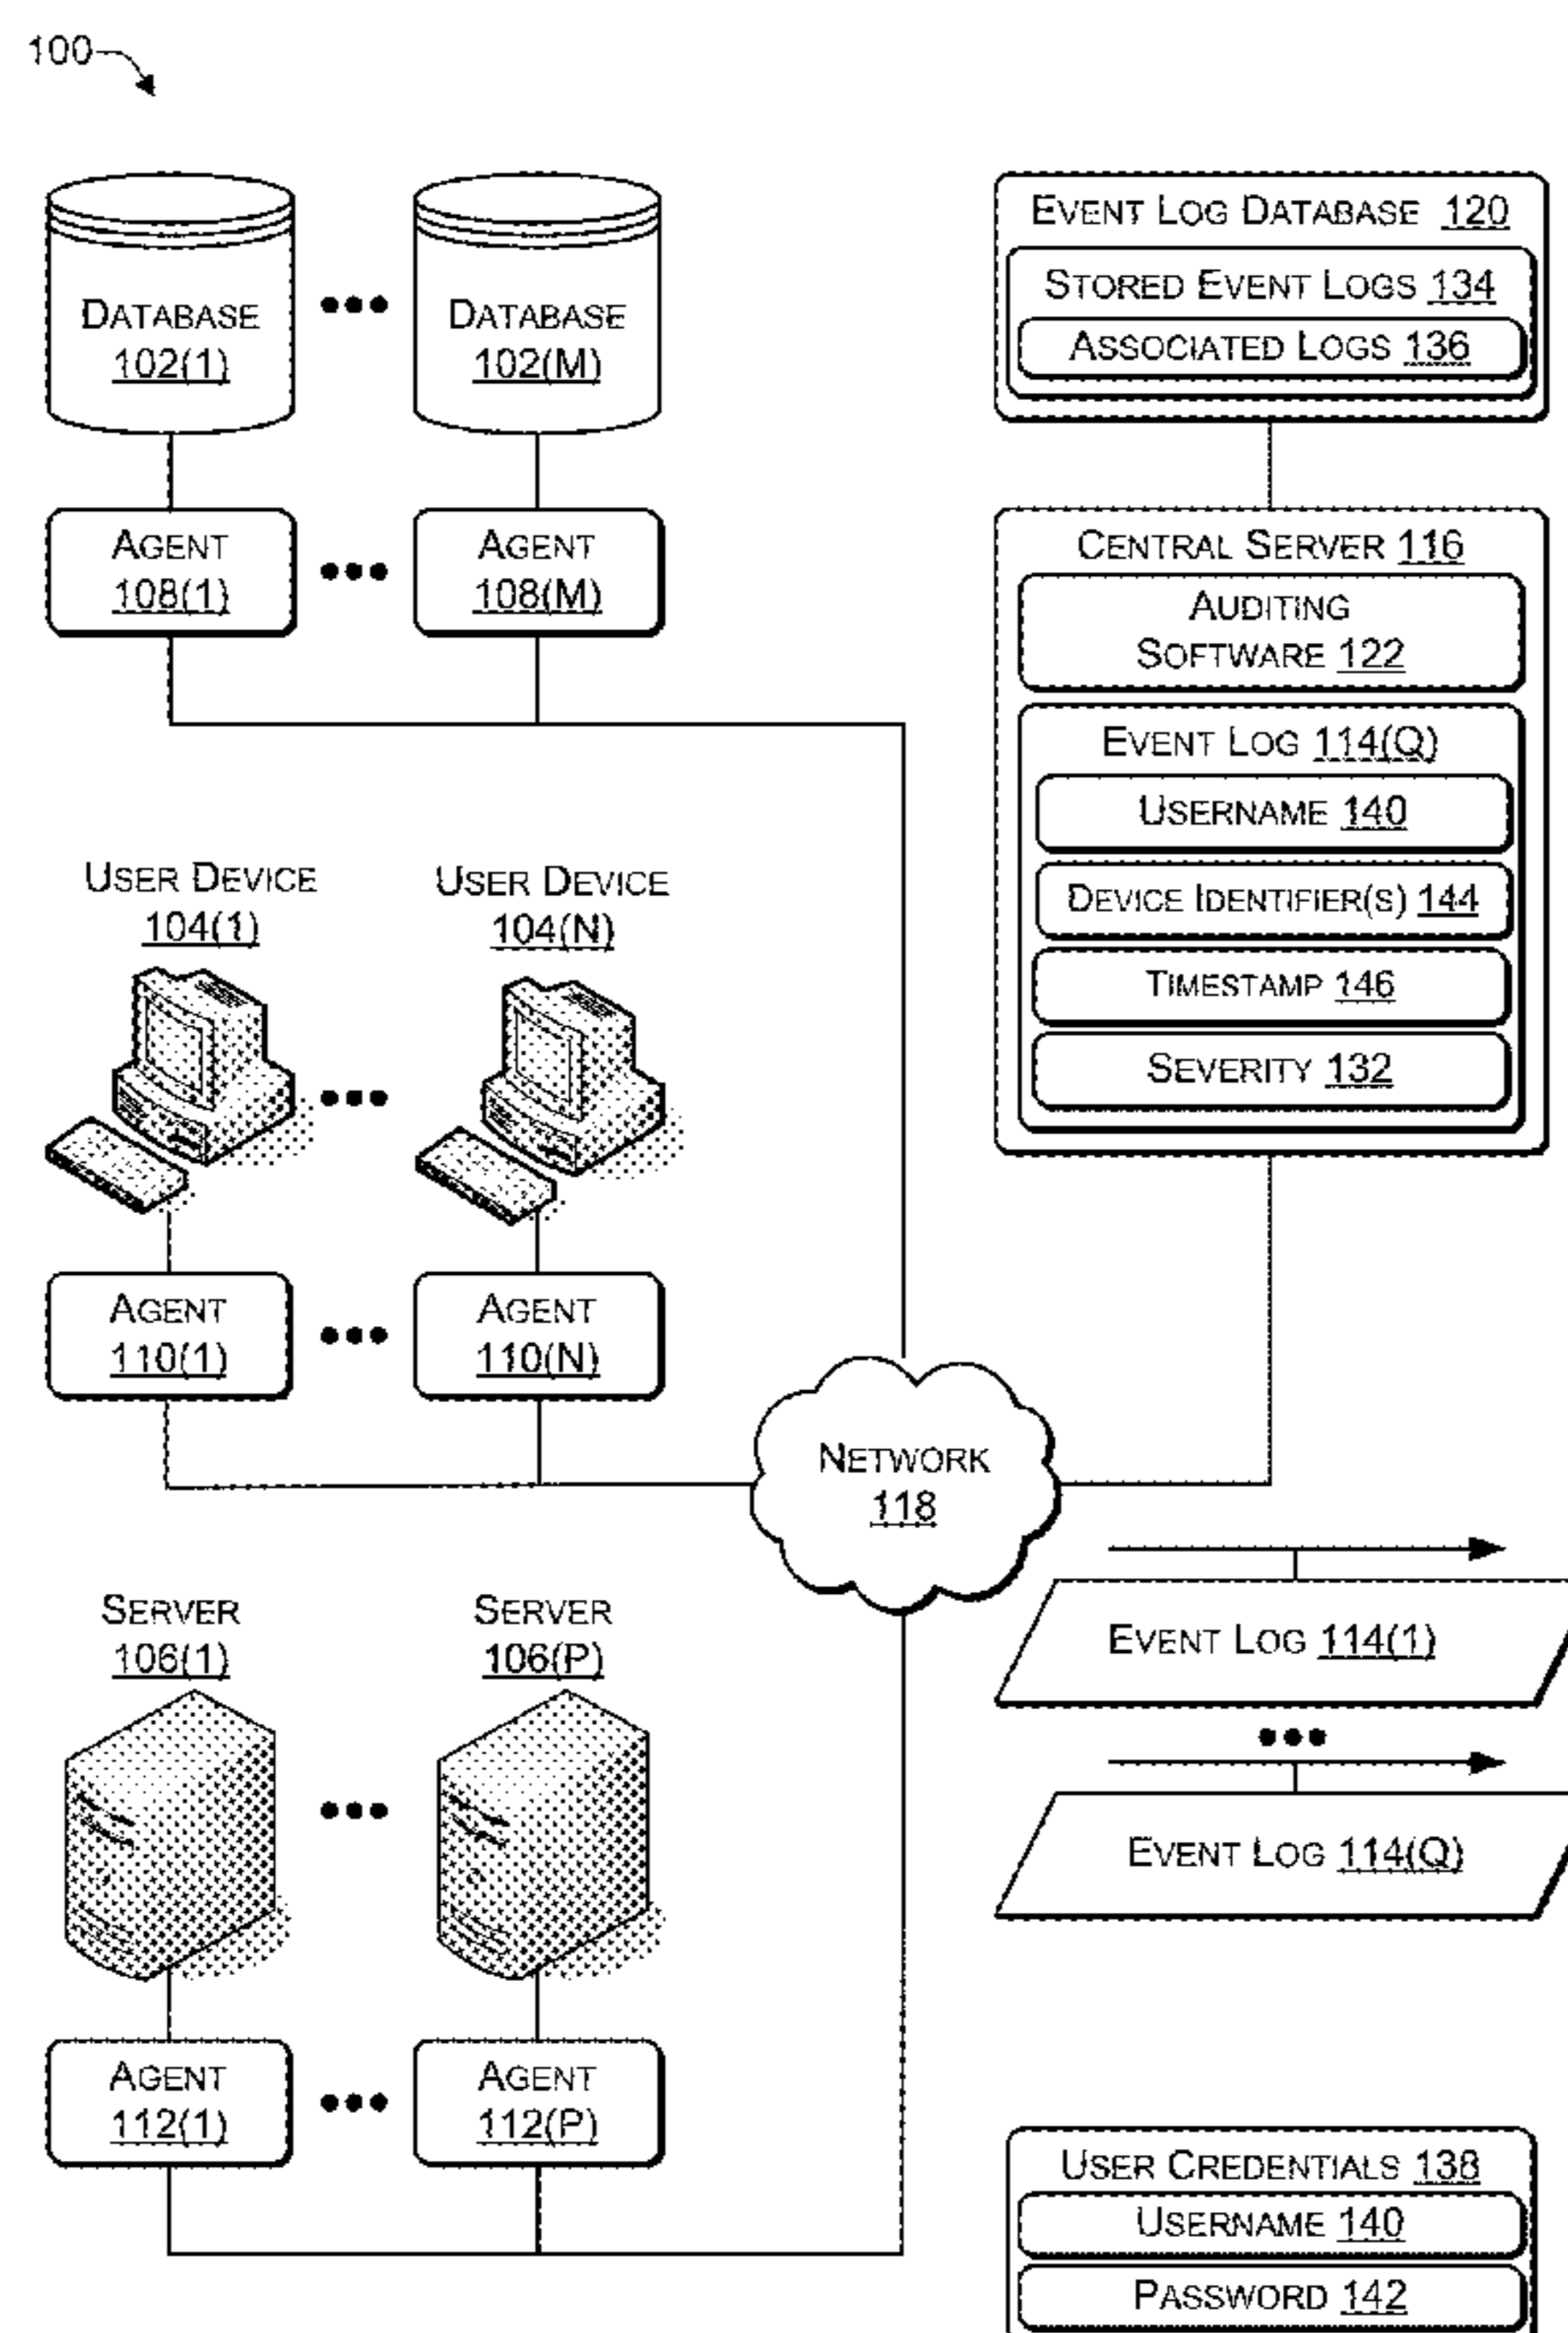 100
DATABASE
102(1)
DATABASE
102(M)
AGENT
108(1)
AGENT
108(M)
USER DEVICE
104(1)
USER DEVICE
104(N)
AGENT
110(1)
AGENT
110(N)
SERVER
106(1)
SERVER
106(P)
AGENT
112(1)
AGENT
112(P)
NETWORK
118
EVENT LOG DATABASE 120
STORED EVENT LOGS 134
ASSOCIATED LOGS 136
CENTRAL SERVER 116
AUDITING
SOFTWARE 122
EVENT LOG 114(Q)
USERNAME 140
DEVICE IDENTIFIER(S) 144
TIMESTAMP 146
SEVERITY 132
EVENT LOG 114(1)
EVENT LOG 114(Q)
USER CREDENTIALS 138
USERNAME 140
PASSWORD 142